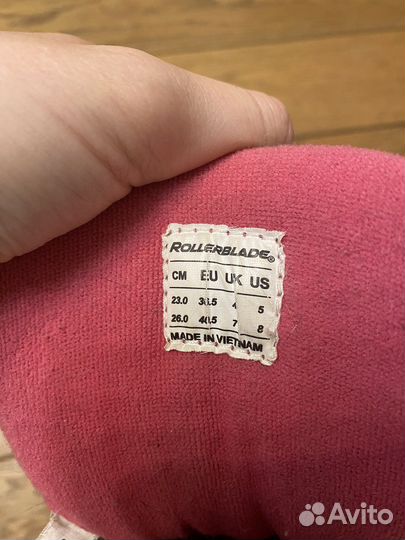 ROLLERBLADE®
CM EU UK US
23.0 36.5 4 5
26.0 40.5 7 8
MADE IN VIETNAM
Avito